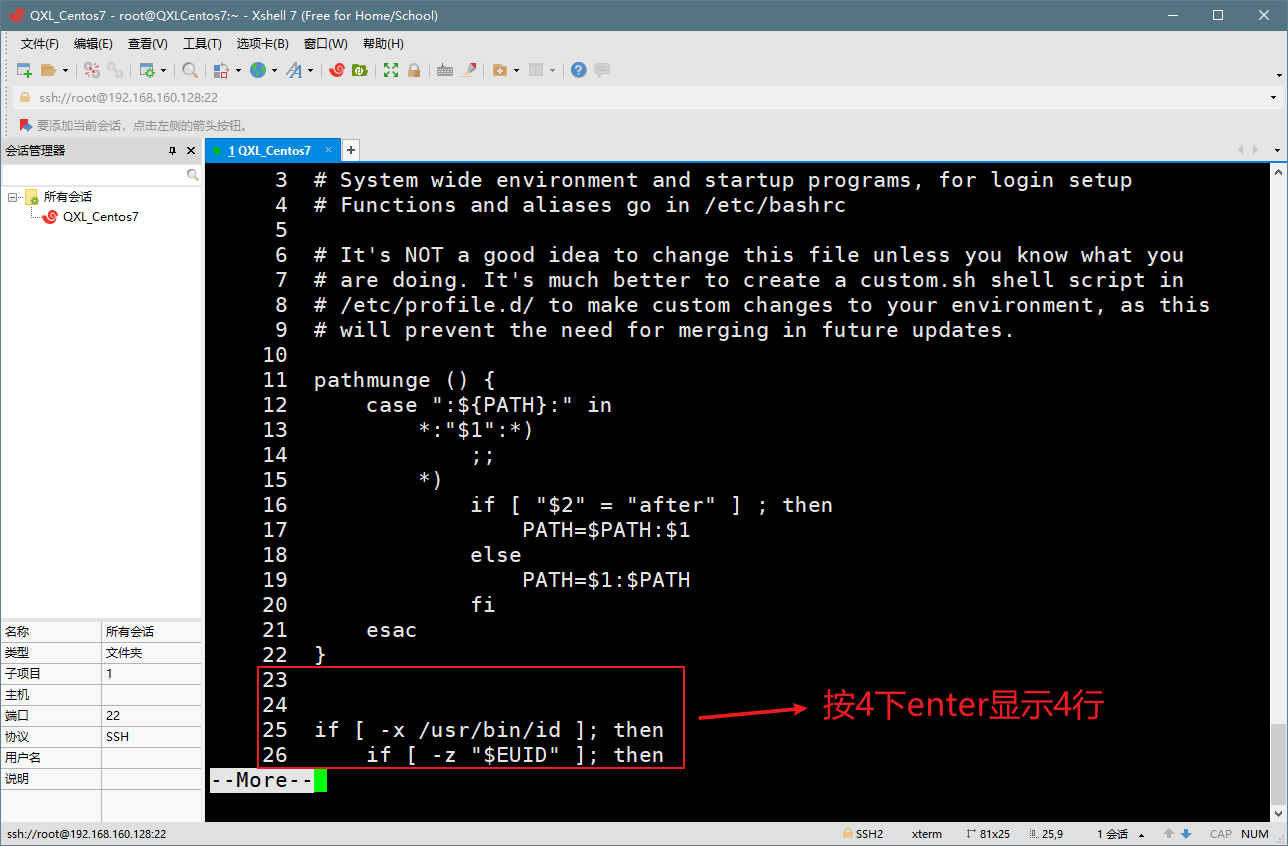 QXL_Centos7 - root@QXLCentos7:~ - Xshell 7 (Free for Home/School)
文件(F) 编辑(E) 查看(V) 工具(T) 选项卡(B) 窗口(W) 帮助(H)
ssh://root@192.168.160.128:22
要添加当前会话，点击左侧的箭头按钮。
会话管理器
1 QXL_Centos7
所有会话
QXL_Centos7
3 # System wide environment and startup programs, for login setup
4 # Functions and aliases go in /etc/bashrc
5
6 # It's NOT a good idea to change this file unless you know what you
7 # are doing. It's much better to create a custom.sh shell script in
8 # /etc/profile.d/ to make custom changes to your environment, as this
9 # will prevent the need for merging in future updates.
10
11 pathmunge () {
12     case ":${PATH}:" in
13         *:"$1":*)
14             ;;
15         *)
16             if [ "$2" = "after" ] ; then
17                 PATH=$PATH:$1
18             else
19                 PATH=$1:$PATH
20             fi
21     esac
22 }
23
24
25 if [ -x /usr/bin/id ]; then
26     if [ -z "$EUID" ]; then
--More--
按4下enter显示4行
名称 所有会话
类型 文件夹
子项目 1
主机
端口 22
协议 SSH
用户名
说明
ssh://root@192.168.160.128:22 SSH2 xterm 81x25 25,9 1 会话 CAP NUM